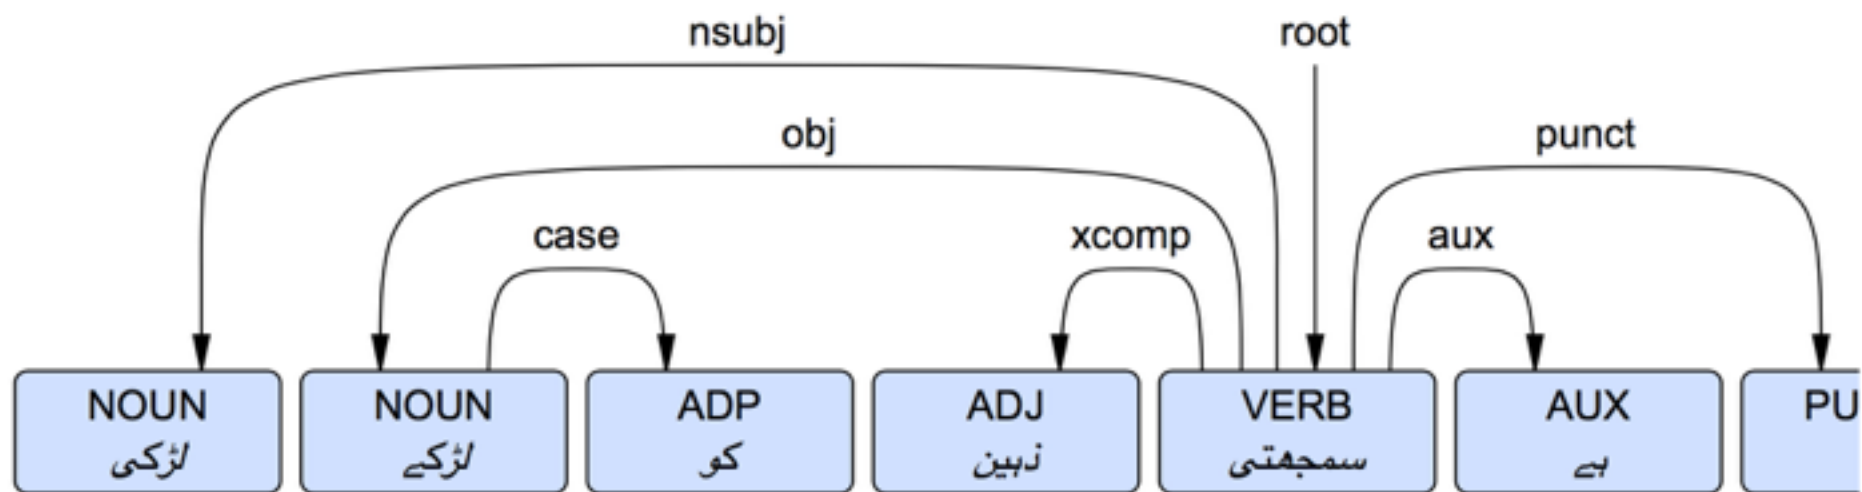 nsubj root
obj punct
case xcomp aux
NOUN NOUN ADP ADJ VERB AUX PU
لڑکی لڑکے کو ذہین سمجھتی ہے